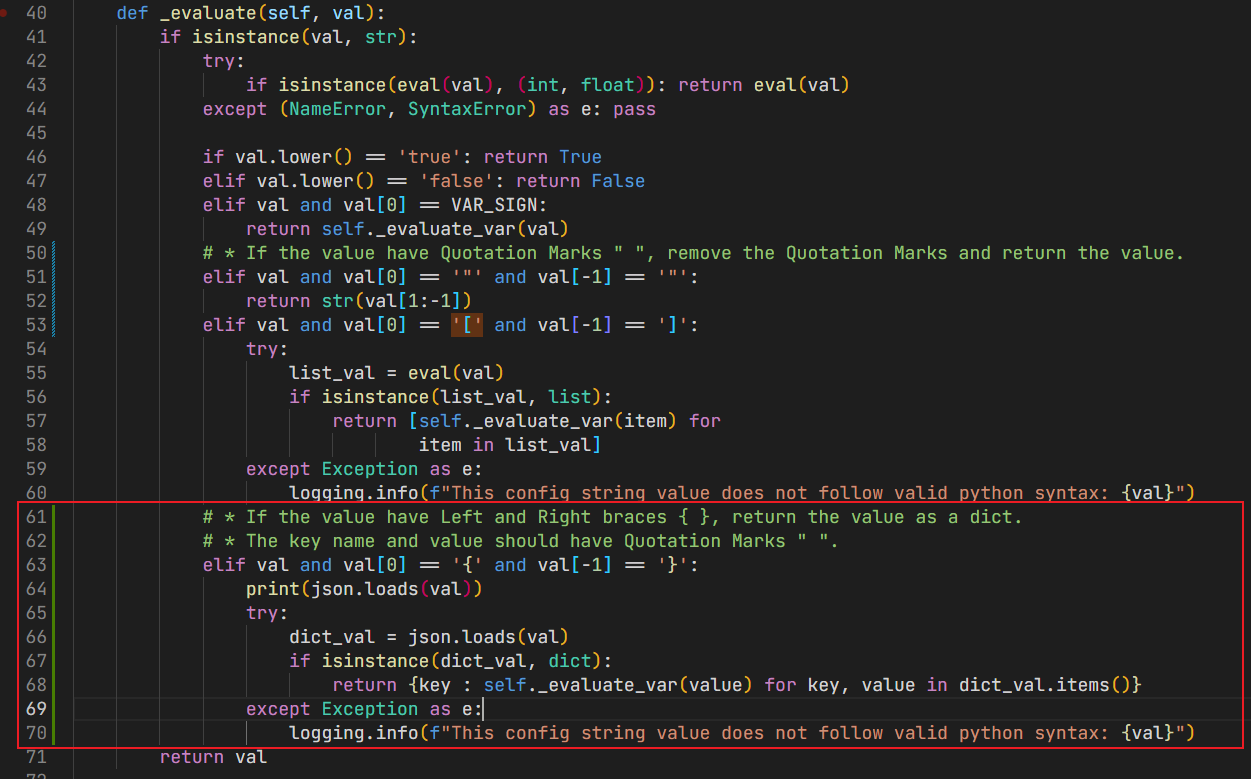 40 def _evaluate(self, val):
41 if isinstance(val, str):
42 try:
43 if isinstance(eval(val), (int, float)): return eval(val)
44 except (NameError, SyntaxError) as e: pass
45
46 if val.lower() == 'true': return True
47 elif val.lower() == 'false': return False
48 elif val and val[0] == VAR_SIGN:
49 return self._evaluate_var(val)
50 # * If the value have Quotation Marks " ", remove the Quotation Marks and return the value.
51 elif val and val[0] == '"' and val[-1] == '"':
52 return str(val[1:-1])
53 elif val and val[0] == '[' and val[-1] == ']':
54 try:
55 list_val = eval(val)
56 if isinstance(list_val, list):
57 return [self._evaluate_var(item) for
58 item in list_val]
59 except Exception as e:
60 logging.info(f"This config string value does not follow valid python syntax: {val}")
61 # * If the value have Left and Right braces { }, return the value as a dict.
62 # * The key name and value should have Quotation Marks " ".
63 elif val and val[0] == '{' and val[-1] == '}':
64 print(json.loads(val))
65 try:
66 dict_val = json.loads(val)
67 if isinstance(dict_val, dict):
68 return {key : self._evaluate_var(value) for key, value in dict_val.items()}
69 except Exception as e:
70 logging.info(f"This config string value does not follow valid python syntax: {val}")
71 return val
72